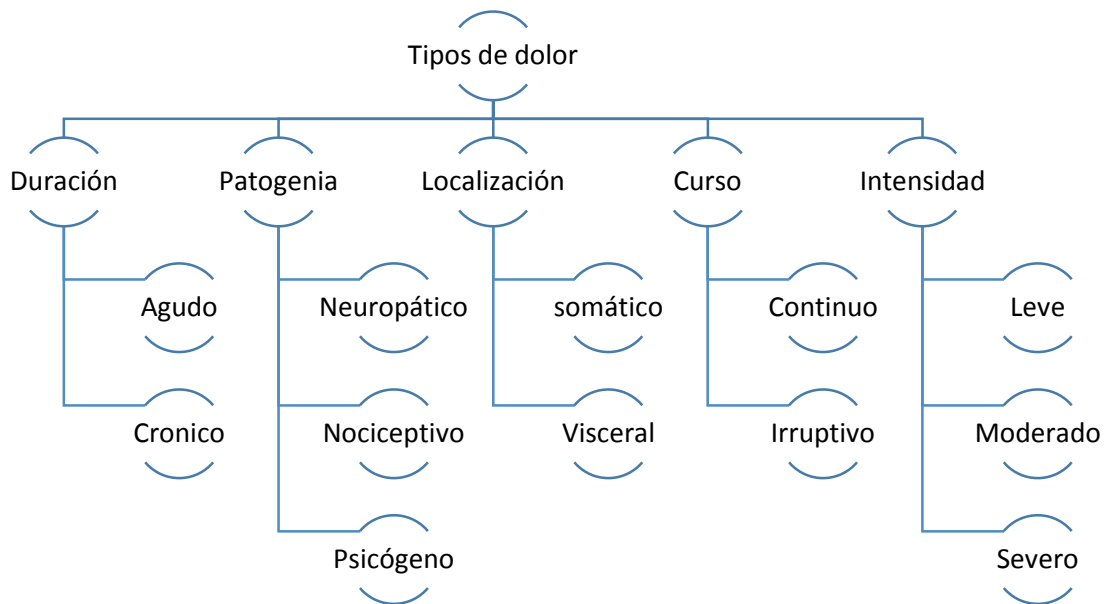 Tipos de dolor
Duración
Patogenia
Localización
Curso
Intensidad
Agudo
Neuropático
somático
Continuo
Leve
Cronico
Nociceptivo
Visceral
Irruptivo
Moderado
Psicógeno
Severo